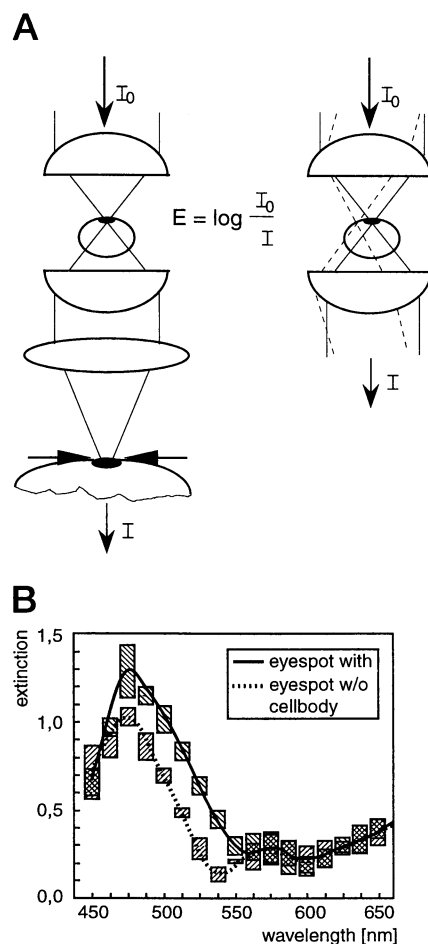 A
I₀
I₀
E = log I₀/I
I
I
B
extinction
1,5
1,0
0,5
0,0
eyespot with
eyespot w/o
cellbody
450 500 550 600 650
wavelength [nm]